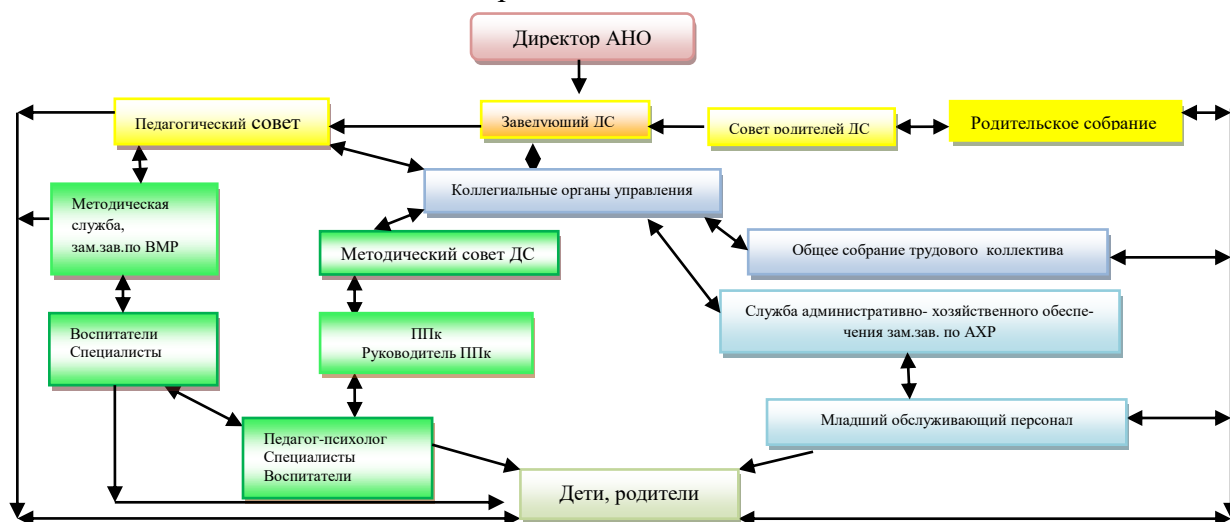 Директор АНО
Педагогический совет
Заведующий ДС
Совет родителей ДС
Родительское собрание
Коллегиальные органы управления
Методическая
служба,
зам.зав.по ВМР
Методический совет ДС
Общее собрание трудового коллектива
Служба административно- хозяйственного обеспе-
чения зам.зав. по АХР
Воспитатели
Специалисты
ППк
Руководитель ППк
Младший обслуживающий персонал
Педагог-психолог
Специалисты
Воспитатели
Дети, родители